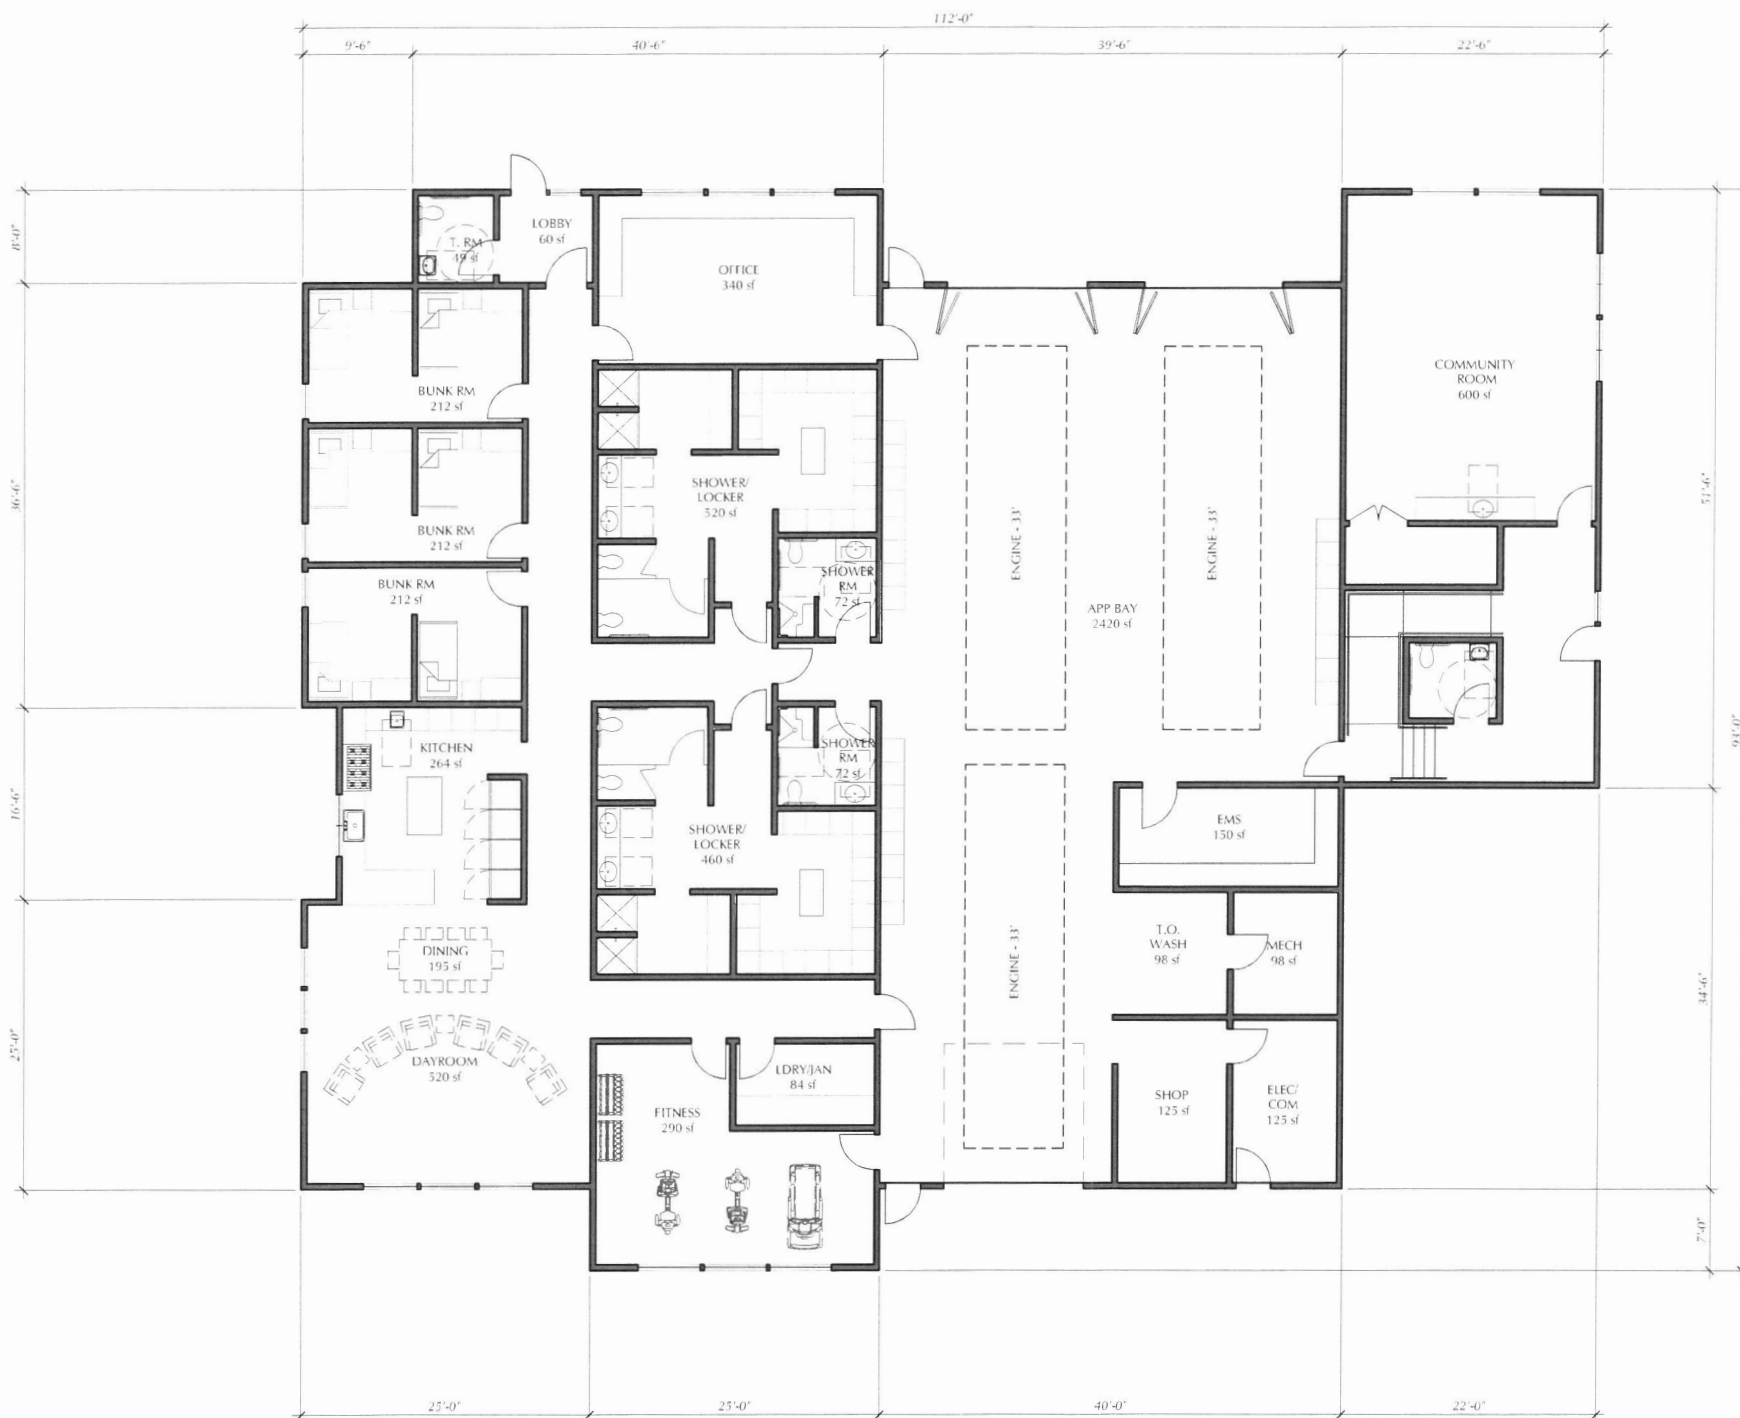 112'-0"
9'-6"
40'-6"
39'-6"
22'-6"
8'-0"
36'-6"
16'-6"
25'-0"
T. RM
49 sf
LOBBY
60 sf
OFFICE
340 sf
BUNK RM
212 sf
BUNK RM
212 sf
BUNK RM
212 sf
SHOWER/
LOCKER
520 sf
SHOWER
RM
72 sf
SHOWER
RM
72 sf
SHOWER/
LOCKER
460 sf
KITCHEN
264 sf
DINING
195 sf
DAYROOM
520 sf
FITNESS
290 sf
LDRY/JAN
84 sf
ENGINE - 33'
ENGINE - 33'
ENGINE - 33'
APP BAY
2420 sf
COMMUNITY
ROOM
600 sf
EMS
150 sf
T.O.
WASH
98 sf
MECH
98 sf
SHOP
125 sf
ELEC/
COM
125 sf
51'-6"
93'-0"
34'-6"
7'-0"
25'-0"
25'-0"
40'-0"
22'-0"